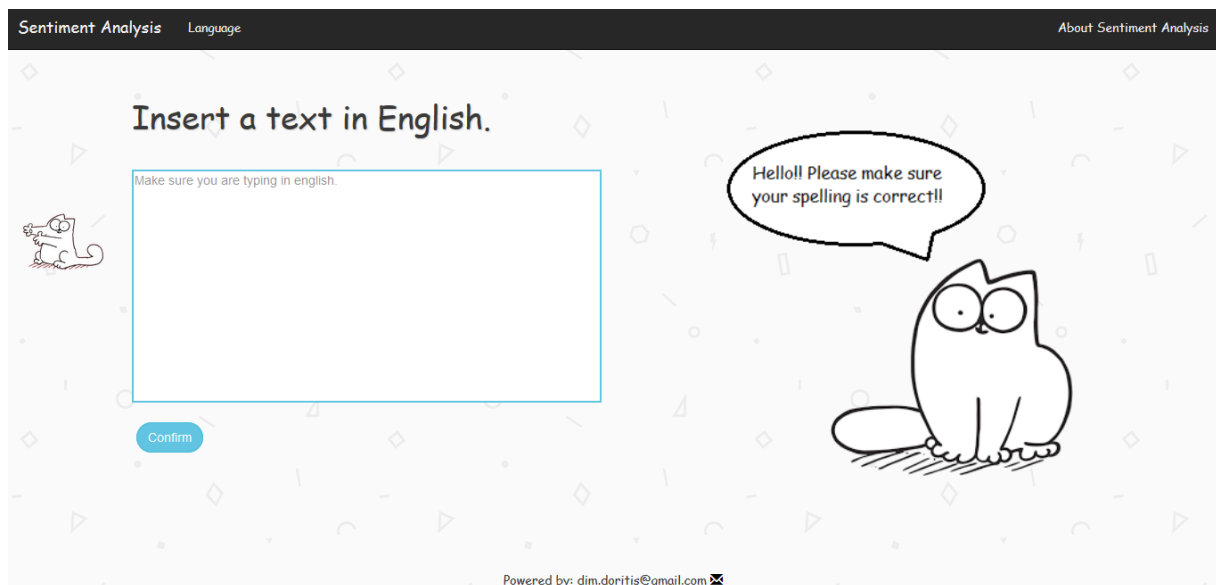 Sentiment Analysis Language About Sentiment Analysis
Insert a text in English.
Make sure you are typing in english.
Hello!! Please make sure
your spelling is correct!!
Confirm
Powered by: dim.doritis@gmail.com